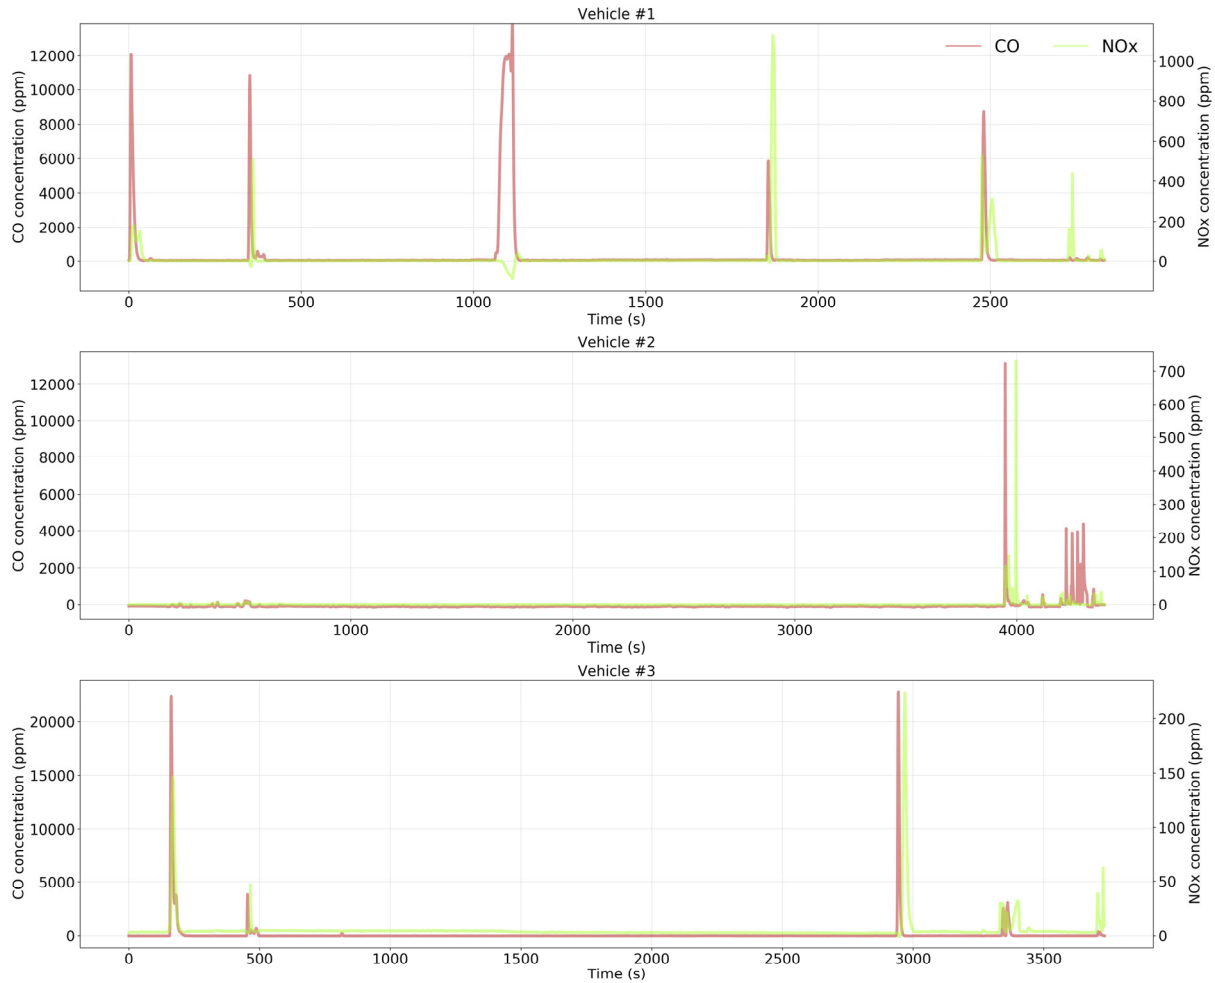 Vehicle #1
CO NOx
CO concentration (ppm)
12000
10000
8000
6000
4000
2000
0
1000
800
600
400
200
0
NOx concentration (ppm)
0 500 1000 1500 2000 2500
Time (s)
Vehicle #2
CO concentration (ppm)
12000
10000
8000
6000
4000
2000
0
700
600
500
400
300
200
100
0
NOx concentration (ppm)
0 1000 2000 3000 4000
Time (s)
Vehicle #3
CO concentration (ppm)
20000
15000
10000
5000
0
200
150
100
50
0
NOx concentration (ppm)
0 500 1000 1500 2000 2500 3000 3500
Time (s)